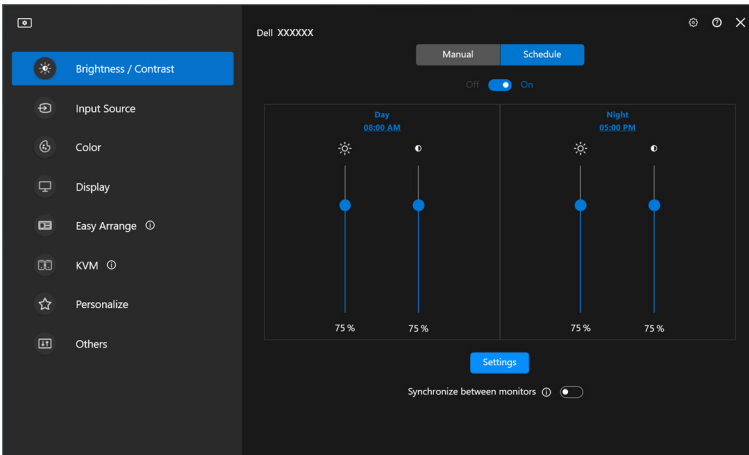 Dell XXXXXX
Manual
Schedule
Off
On
Brightness / Contrast
Input Source
Color
Display
Easy Arrange
KVM
Personalize
Others
Day
08:00 AM
75 %
75 %
Night
05:00 PM
75 %
75 %
Settings
Synchronize between monitors